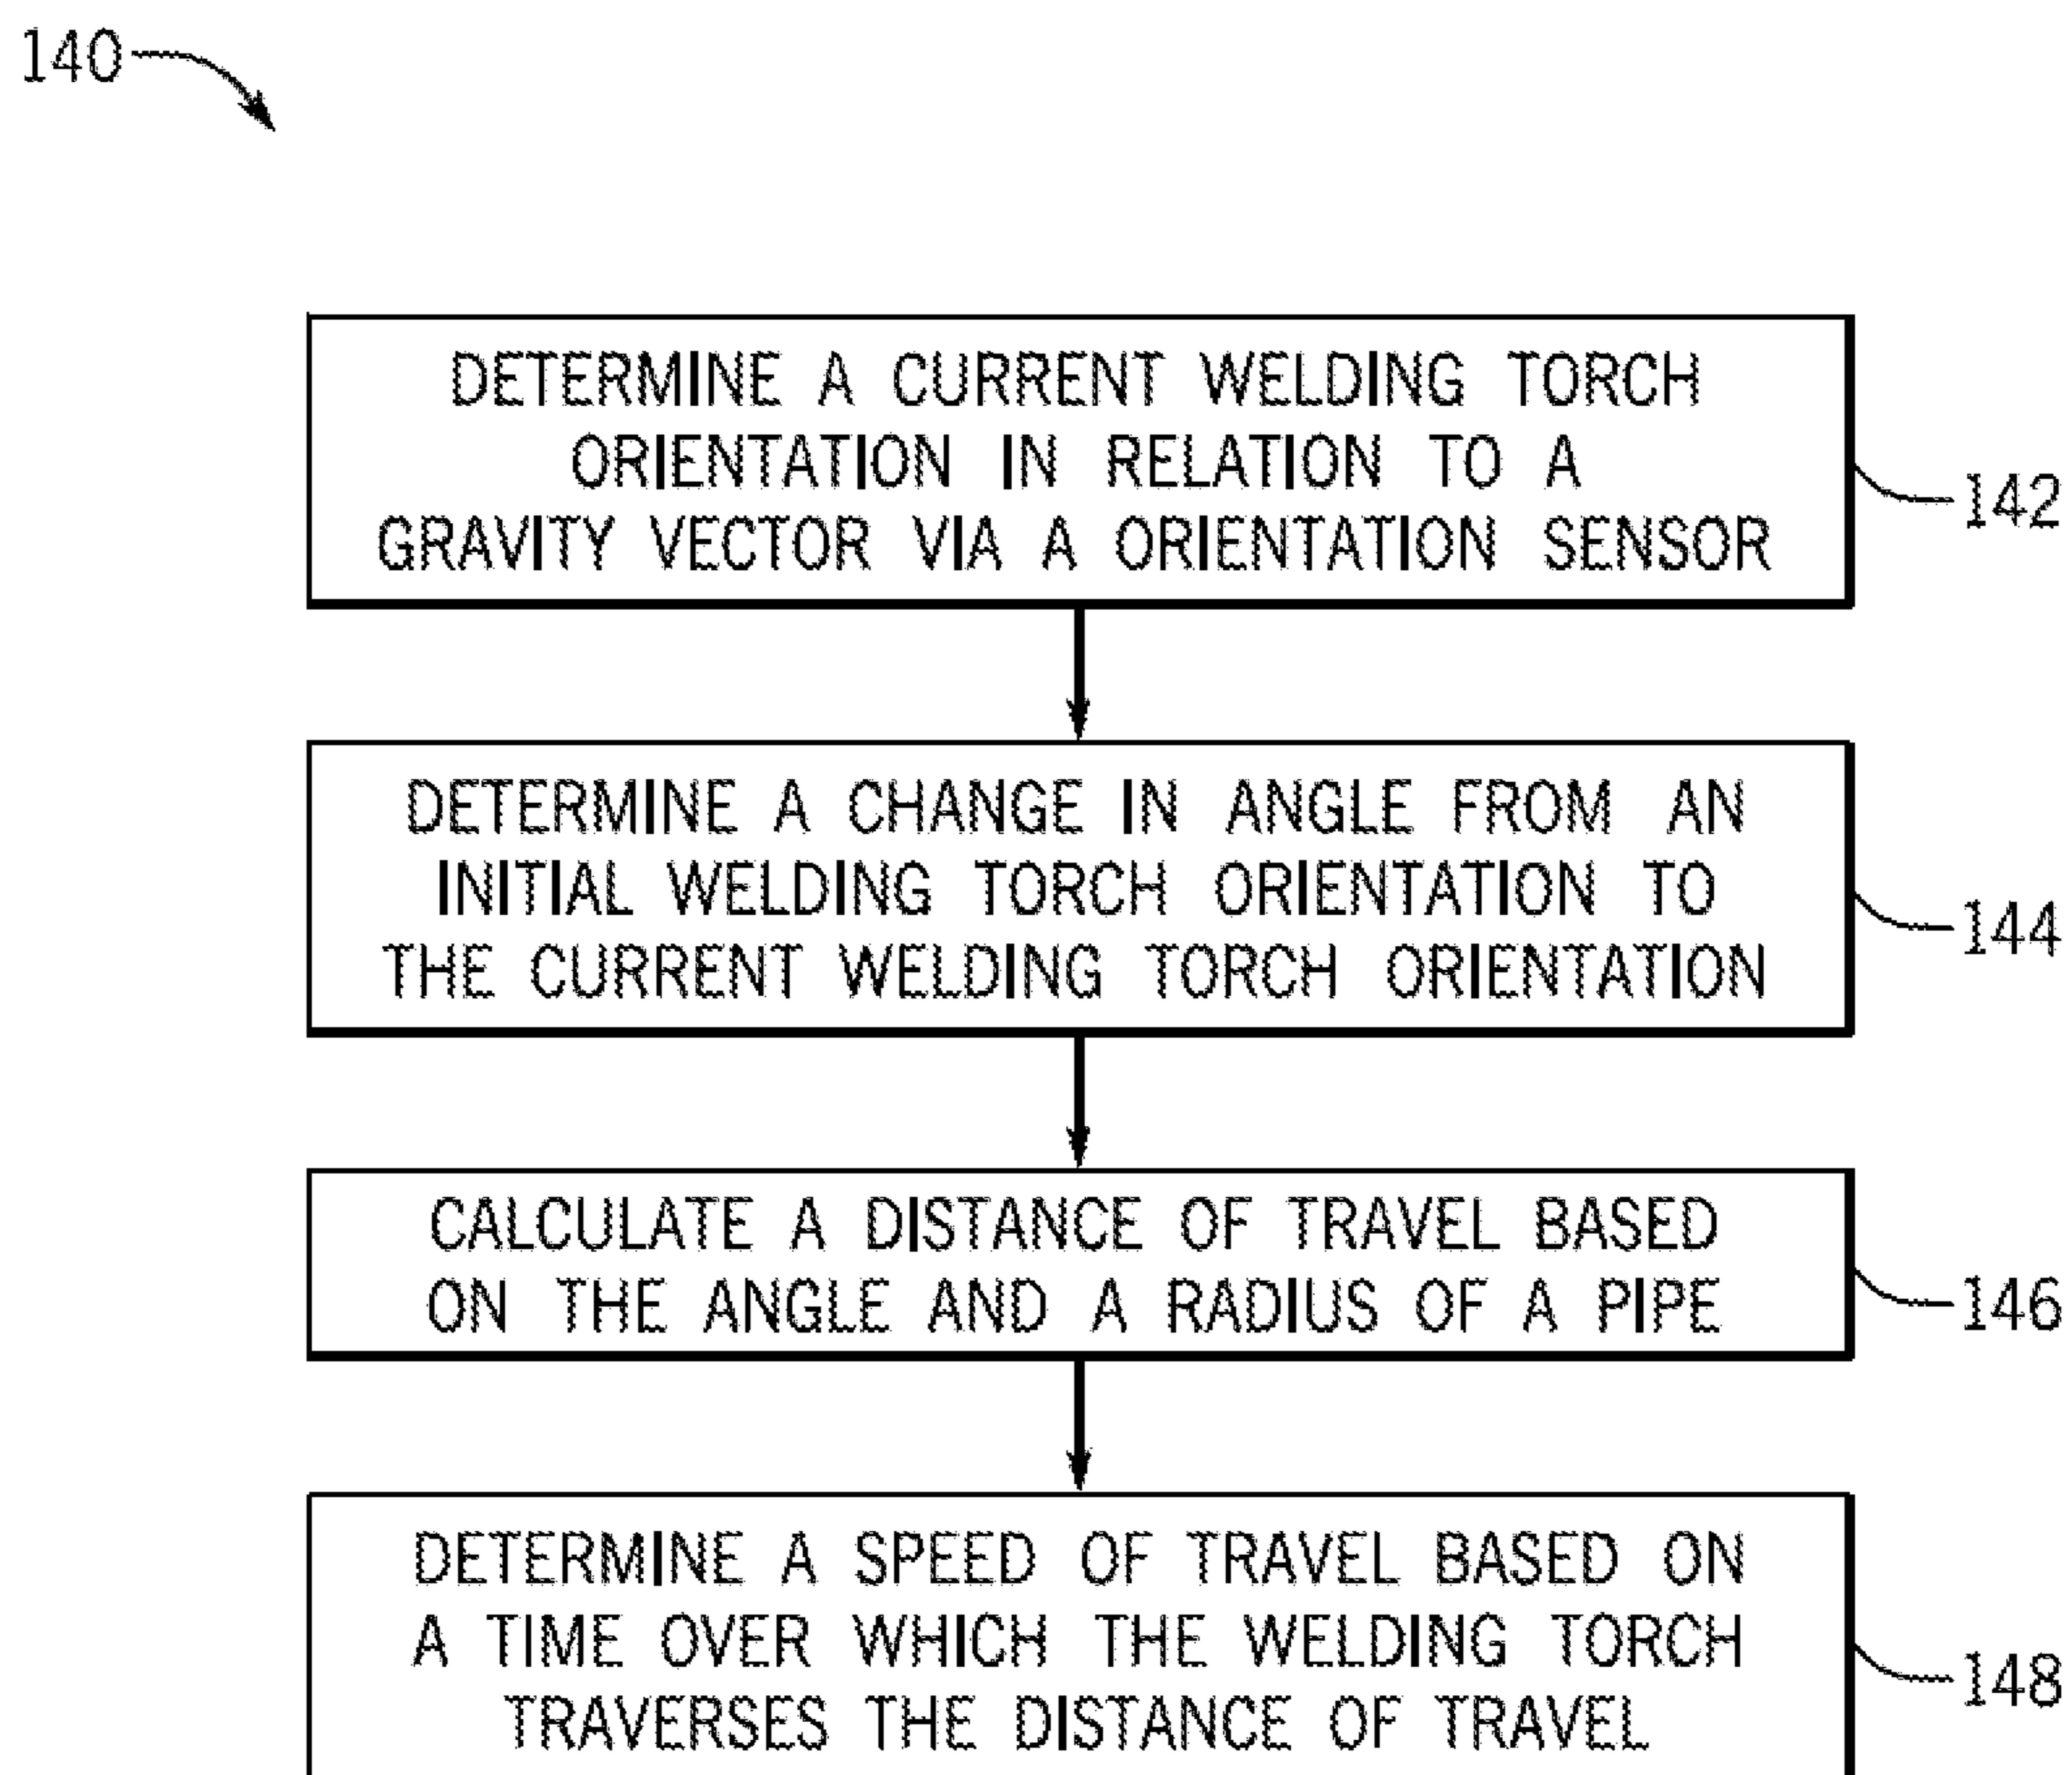 140
DETERMINE A CURRENT WELDING TORCH
ORIENTATION IN RELATION TO A
GRAVITY VECTOR VIA A ORIENTATION SENSOR
142
DETERMINE A CHANGE IN ANGLE FROM AN
INITIAL WELDING TORCH ORIENTATION TO
THE CURRENT WELDING TORCH ORIENTATION
144
CALCULATE A DISTANCE OF TRAVEL BASED
ON THE ANGLE AND A RADIUS OF A PIPE
146
DETERMINE A SPEED OF TRAVEL BASED ON
A TIME OVER WHICH THE WELDING TORCH
TRAVERSES THE DISTANCE OF TRAVEL
148